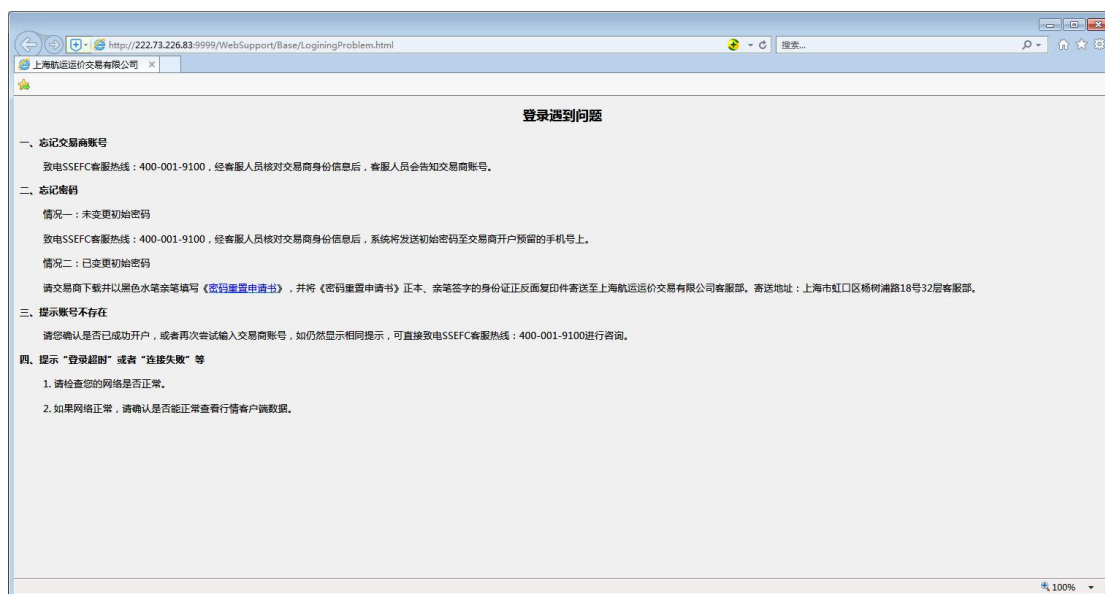 http://222.73.226.83:9999/WebSupport/Base/LoginingProblem.html
搜索...
上海航运运价交易有限公司
登录遇到问题
一、忘记交易商账号
致电SSEFC客服热线：400-001-9100，经客服人员核对交易商身份信息后，客服人员会告知交易商账号。
二、忘记密码
情况一：未变更初始密码
致电SSEFC客服热线：400-001-9100，经客服人员核对交易商身份信息后，系统将发送初始密码至交易商开户预留的手机号上。
情况二：已变更初始密码
请交易商下载并以黑色水笔亲笔填写《密码重置申请书》，并将《密码重置申请书》正本、亲笔签字的身份证正反面复印件寄送至上海航运运价交易有限公司客服部。寄送地址：上海市虹口区杨树浦路18号32层客服部。
三、提示账号不存在
请您确认是否已成功开户，或者再次尝试输入交易商账号，如仍然显示相同提示，可直接致电SSEFC客服热线：400-001-9100进行咨询。
四、提示“登录超时”或者“连接失败”等
1. 请检查您的网络是否正常。
2. 如果网络正常，请确认是否能正常查看行情客户端数据。
100%